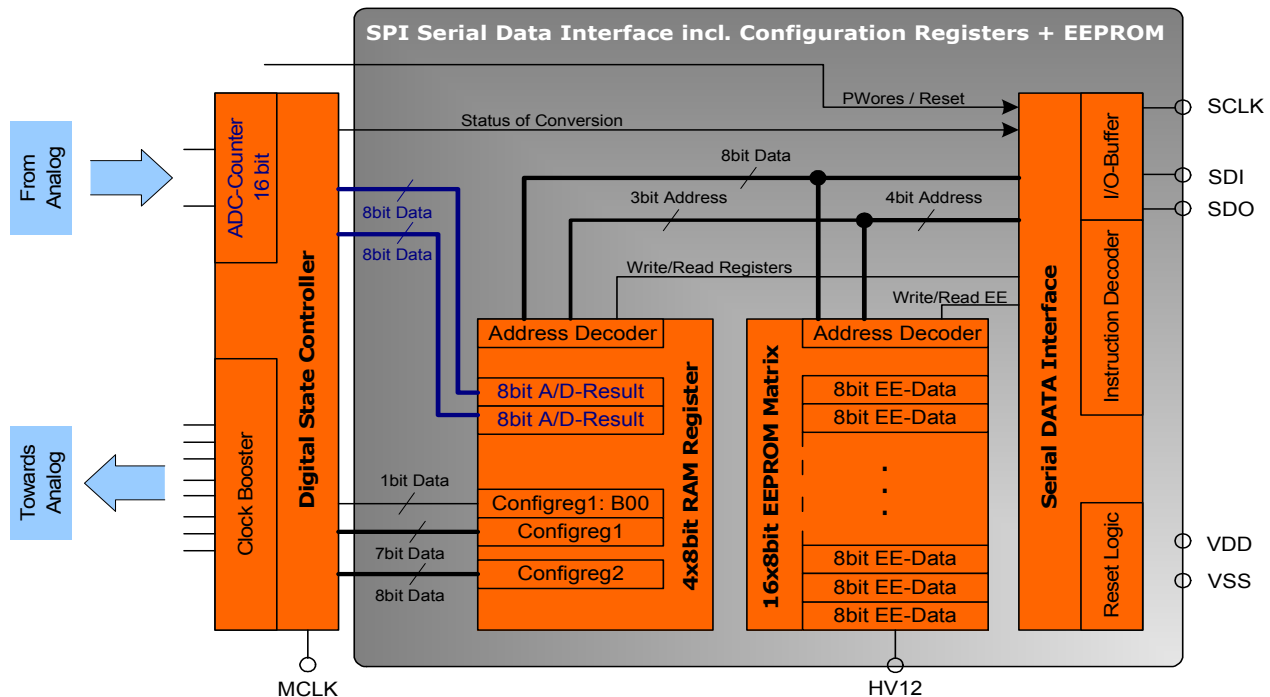 SPI Serial Data Interface incl. Configuration Registers + EEPROM
From
Analog
Towards
Analog
ADC-Counter
16 bit
Clock Booster
Digital State Controller
MCLK
PWores / Reset
Status of Conversion
8bit Data
3bit Address
4bit Address
8bit Data
8bit Data
Write/Read Registers
Write/Read EE
Address Decoder
8bit A/D-Result
8bit A/D-Result
1bit Data
Configreg1: B00
Configreg1
7bit Data
Configreg2
8bit Data
4x8bit RAM Register
16x8bit EEPROM Matrix
Address Decoder
8bit EE-Data
8bit EE-Data
8bit EE-Data
8bit EE-Data
8bit EE-Data
HV12
Serial DATA Interface
I/O-Buffer
Instruction Decoder
Reset Logic
SCLK
SDI
SDO
VDD
VSS